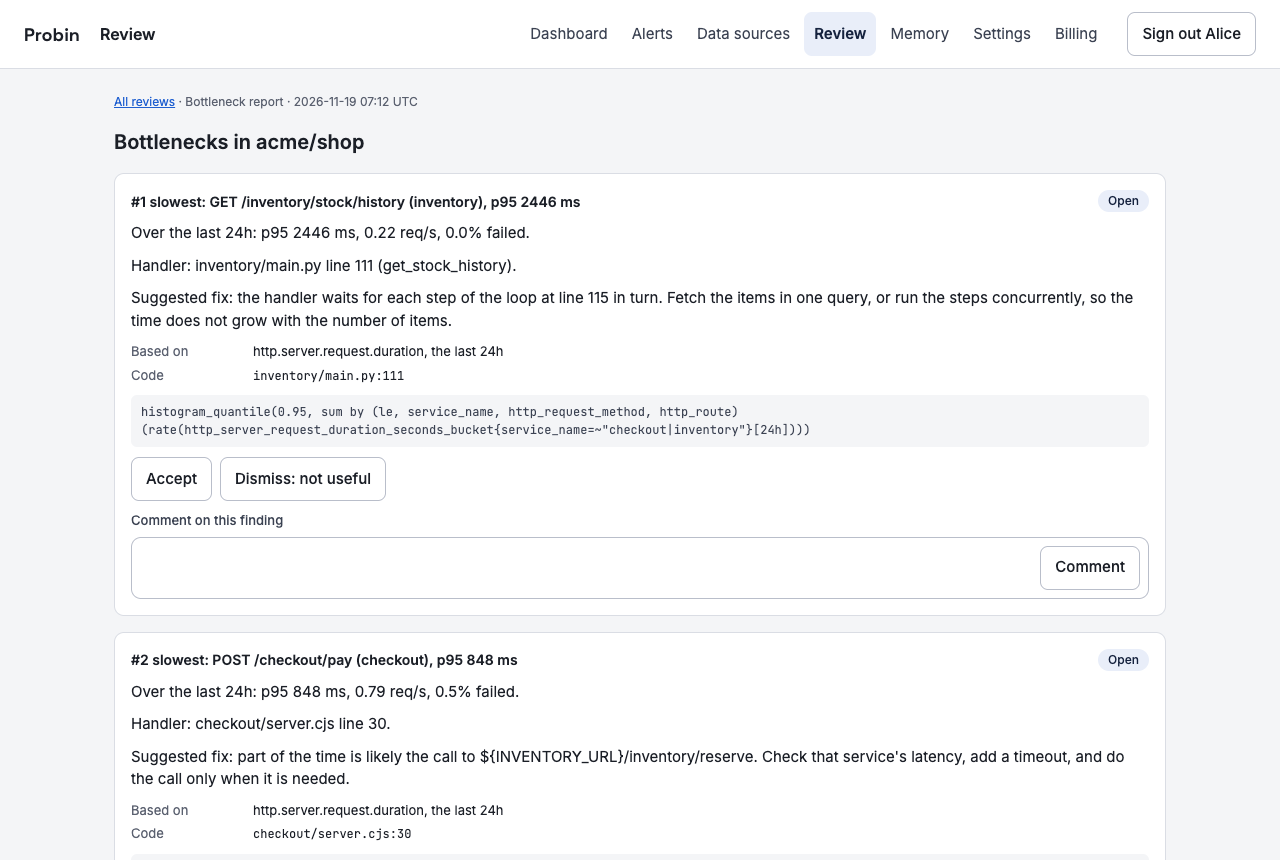 Probin Review Dashboard Alerts Data sources Review Memory Settings Billing Sign out Alice
All reviews · Bottleneck report · 2026-11-19 07:12 UTC
Bottlenecks in acme/shop
#1 slowest: GET /inventory/stock/history (inventory), p95 2446 ms Open
Over the last 24h: p95 2446 ms, 0.22 req/s, 0.0% failed.
Handler: inventory/main.py line 111 (get_stock_history).
Suggested fix: the handler waits for each step of the loop at line 115 in turn. Fetch the items in one query, or run the steps concurrently, so the
time does not grow with the number of items.
Based on http.server.request.duration, the last 24h
Code inventory/main.py:111
histogram_quantile(0.95, sum by (le, service_name, http_request_method, http_route)
(rate(http_server_request_duration_seconds_bucket{service_name=~"checkout|inventory"}[24h])))
Accept Dismiss: not useful
Comment on this finding
Comment
#2 slowest: POST /checkout/pay (checkout), p95 848 ms Open
Over the last 24h: p95 848 ms, 0.79 req/s, 0.5% failed.
Handler: checkout/server.cjs line 30.
Suggested fix: part of the time is likely the call to ${INVENTORY_URL}/inventory/reserve. Check that service's latency, add a timeout, and do
the call only when it is needed.
Based on http.server.request.duration, the last 24h
Code checkout/server.cjs:30